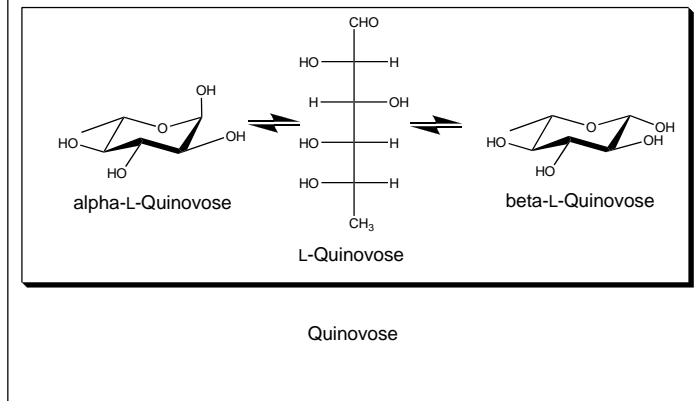 CHO
HO H
OH
H OH
O
HO OH
HO H
HO
alpha-L-Quinovose
HO H
CH3
L-Quinovose
O OH
HO OH
HO
beta-L-Quinovose
Quinovose